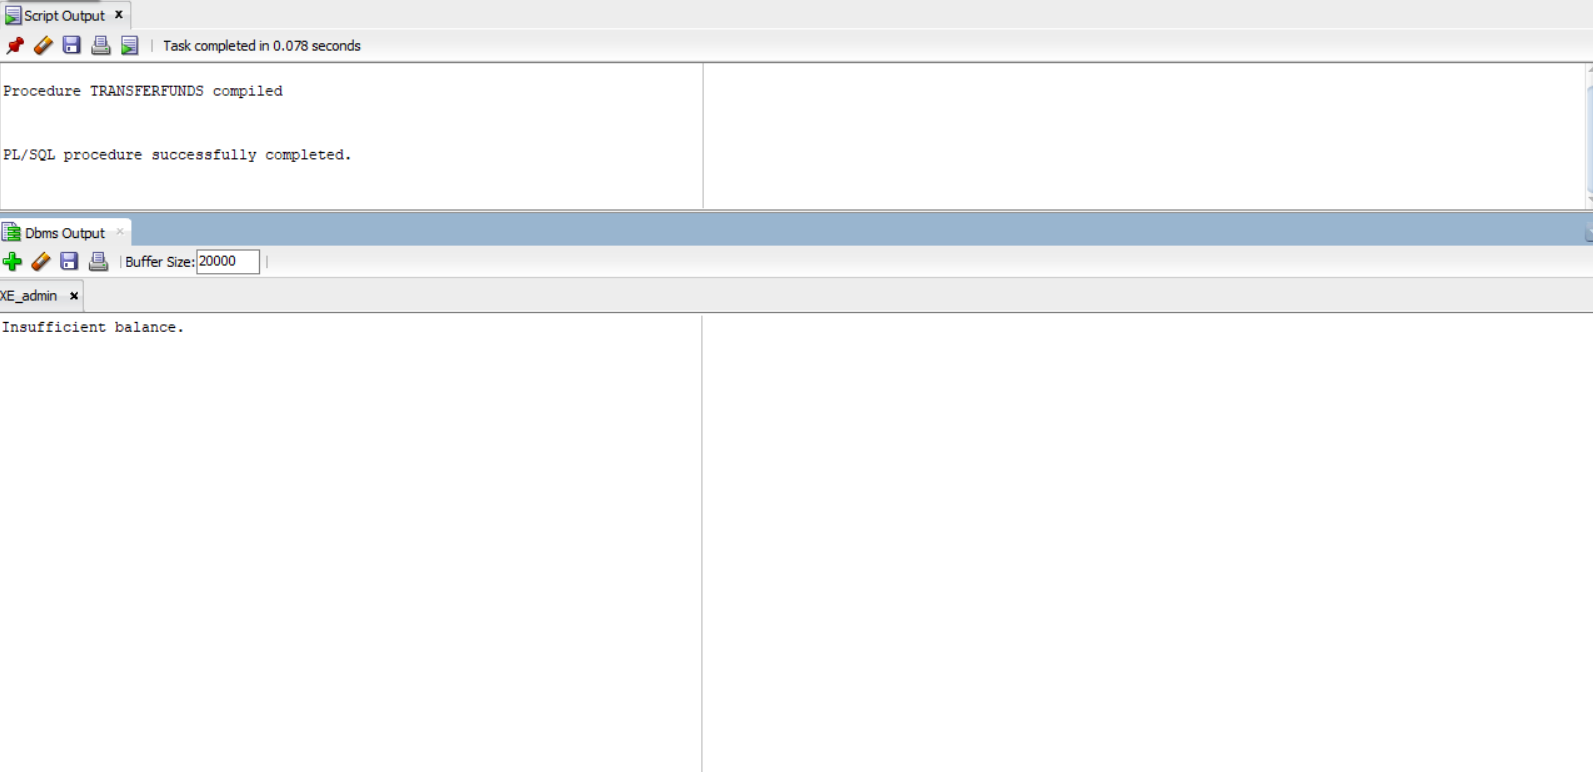 Script Output x
Task completed in 0.078 seconds
Procedure TRANSFERFUNDS compiled
PL/SQL procedure successfully completed.
Dbms Output ×
Buffer Size: 20000
XE_admin ×
Insufficient balance.